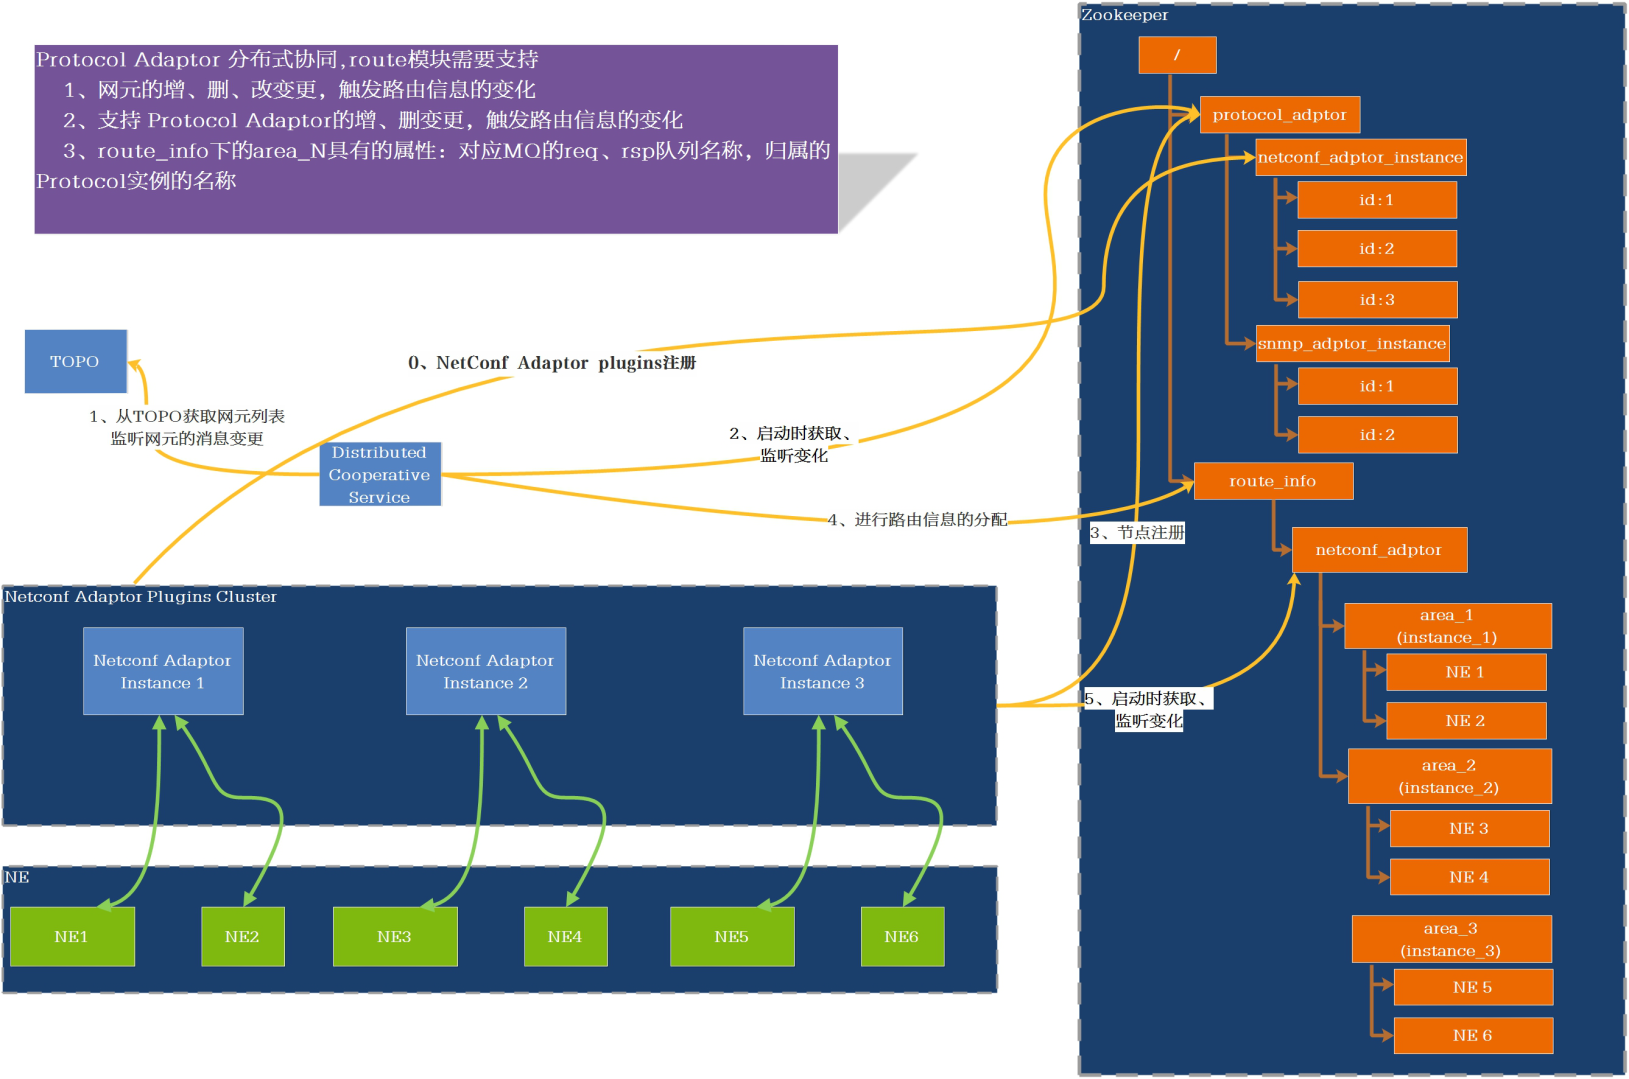 Protocol Adaptor 分布式协同,route模块需要支持
1、网元的增、删、改变更，触发路由信息的变化
2、支持 Protocol Adaptor的增、删变更，触发路由信息的变化
3、route_info下的area_N具有的属性：对应MQ的req、rsp队列名称，归属的
Protocol实例的名称
TOPO
0、NetConf Adaptor plugins注册
1、从TOPO获取网元列表
监听网元的消息变更
Distributed
Cooperative
Service
2、启动时获取、
监听变化
4、进行路由信息的分配
3、节点注册
5、启动时获取、
监听变化
Netconf Adaptor Plugins Cluster
Netconf Adaptor
Instance 1
Netconf Adaptor
Instance 2
Netconf Adaptor
Instance 3
NE
NE1
NE2
NE3
NE4
NE5
NE6
Zookeeper
/
protocol_adptor
netconf_adptor_instance
id:1
id:2
id:3
snmp_adptor_instance
id:1
id:2
route_info
netconf_adptor
area_1
(instance_1)
NE 1
NE 2
area_2
(instance_2)
NE 3
NE 4
area_3
(instance_3)
NE 5
NE 6